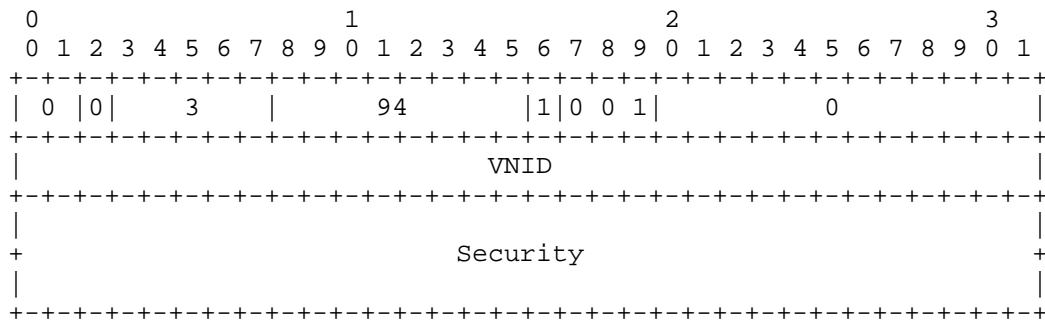 0                   1                   2                   3
 0 1 2 3 4 5 6 7 8 9 0 1 2 3 4 5 6 7 8 9 0 1 2 3 4 5 6 7 8 9 0 1
+-+-+-+-+-+-+-+-+-+-+-+-+-+-+-+-+-+-+-+-+-+-+-+-+-+-+-+-+-+-+-+-+
| 0 |0|    3    |      94       |1|0 0 1|          0            |
+-+-+-+-+-+-+-+-+-+-+-+-+-+-+-+-+-+-+-+-+-+-+-+-+-+-+-+-+-+-+-+-+
|                             VNID                              |
+-+-+-+-+-+-+-+-+-+-+-+-+-+-+-+-+-+-+-+-+-+-+-+-+-+-+-+-+-+-+-+-+
|                                                               |
+                           Security                            +
|                                                               |
+-+-+-+-+-+-+-+-+-+-+-+-+-+-+-+-+-+-+-+-+-+-+-+-+-+-+-+-+-+-+-+-+